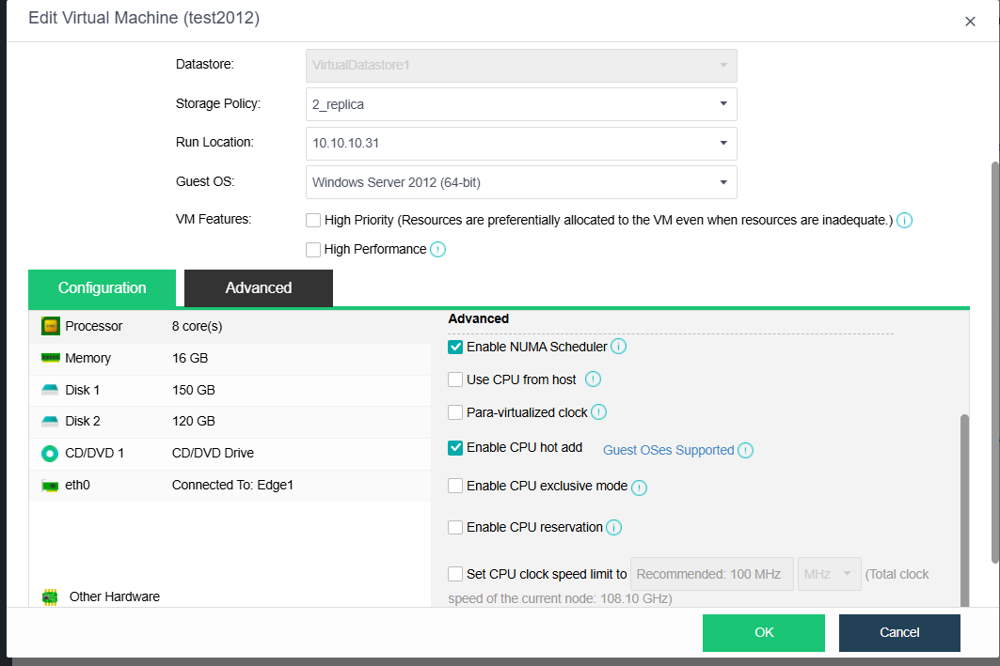 Edit Virtual Machine (test2012)
Datastore: VirtualDatastore1
Storage Policy: 2_replica
Run Location: 10.10.10.31
Guest OS: Windows Server 2012 (64-bit)
VM Features: High Priority (Resources are preferentially allocated to the VM even when resources are inadequate.)
High Performance
Configuration Advanced
Processor 8 core(s)
Memory 16 GB
Disk 1 150 GB
Disk 2 120 GB
CD/DVD 1 CD/DVD Drive
eth0 Connected To: Edge1
Other Hardware
Advanced
Enable NUMA Scheduler
Use CPU from host
Para-virtualized clock
Enable CPU hot add Guest OSes Supported
Enable CPU exclusive mode
Enable CPU reservation
Set CPU clock speed limit to Recommended: 100 MHz MHz (Total clock
speed of the current node: 108.10 GHz)
OK Cancel